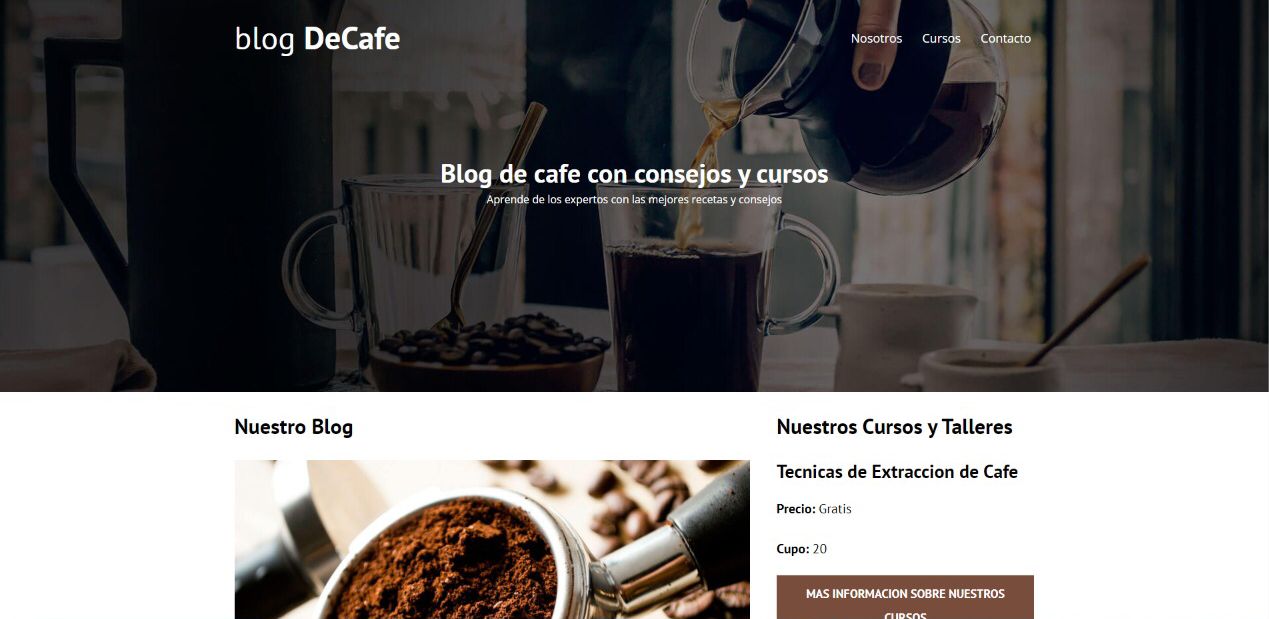 blog DeCafe
Nosotros Cursos Contacto
Blog de cafe con consejos y cursos
Aprende de los expertos con las mejores recetas y consejos
Nuestro Blog
Nuestros Cursos y Talleres
Tecnicas de Extraccion de Cafe
Precio: Gratis
Cupo: 20
MAS INFORMACION SOBRE NUESTROS
CURSOS